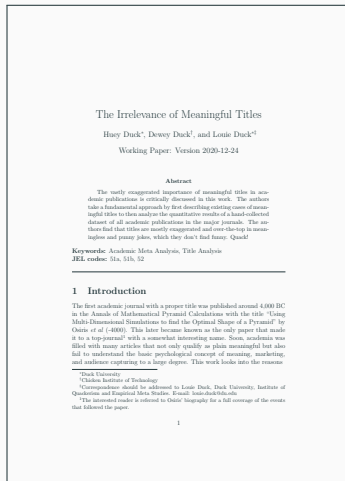 The Irrelevance of Meaningful Titles
Huey Duck*, Dewey Duck†, and Louie Duck*‡
Working Paper: Version 2020-12-24
Abstract
The vastly exaggerated importance of meaningful titles in aca-
demic publications is critically discussed in this work. The authors
take a fundamental approach by first describing existing cases of mean-
ingful titles to then analyse the quantitative results of a hand-collected
dataset of all academic publications in the major journals. The au-
thors find that titles are mostly exaggerated and over-the-top in mean-
ingless and punny jokes, which they don't find funny. Quack!
Keywords: Academic Meta Analysis, Title Analysis
JEL codes: 51a, 51b, 52
1 Introduction
The first academic journal with a proper title was published around 4,000 BC
in the Annals of Mathematical Pyramid Calculations with the title "Using
Multi-Dimensional Simulations to find the Optimal Shape of a Pyramid" by
Osiris et al (-4000). This later became known as the only paper that made
it to a top-journal¹ with a somewhat interesting name. Soon, academia was
filled with many articles that not only qualify as plain meaningful but also
fail to understand the basic psychological concept of meaning, marketing,
and audience capturing to a large degree. This work looks into the reasons
*Duck University
†Chicken Institute of Technology
‡Correspondence should be addressed to Louie Duck, Duck University, Institute of
Quackerism and Empirical Meta Studies, E-mail: louie.duck@
¹The interested reader is referred to Osiris' biography for a full coverage of the events
that followed the paper.
1